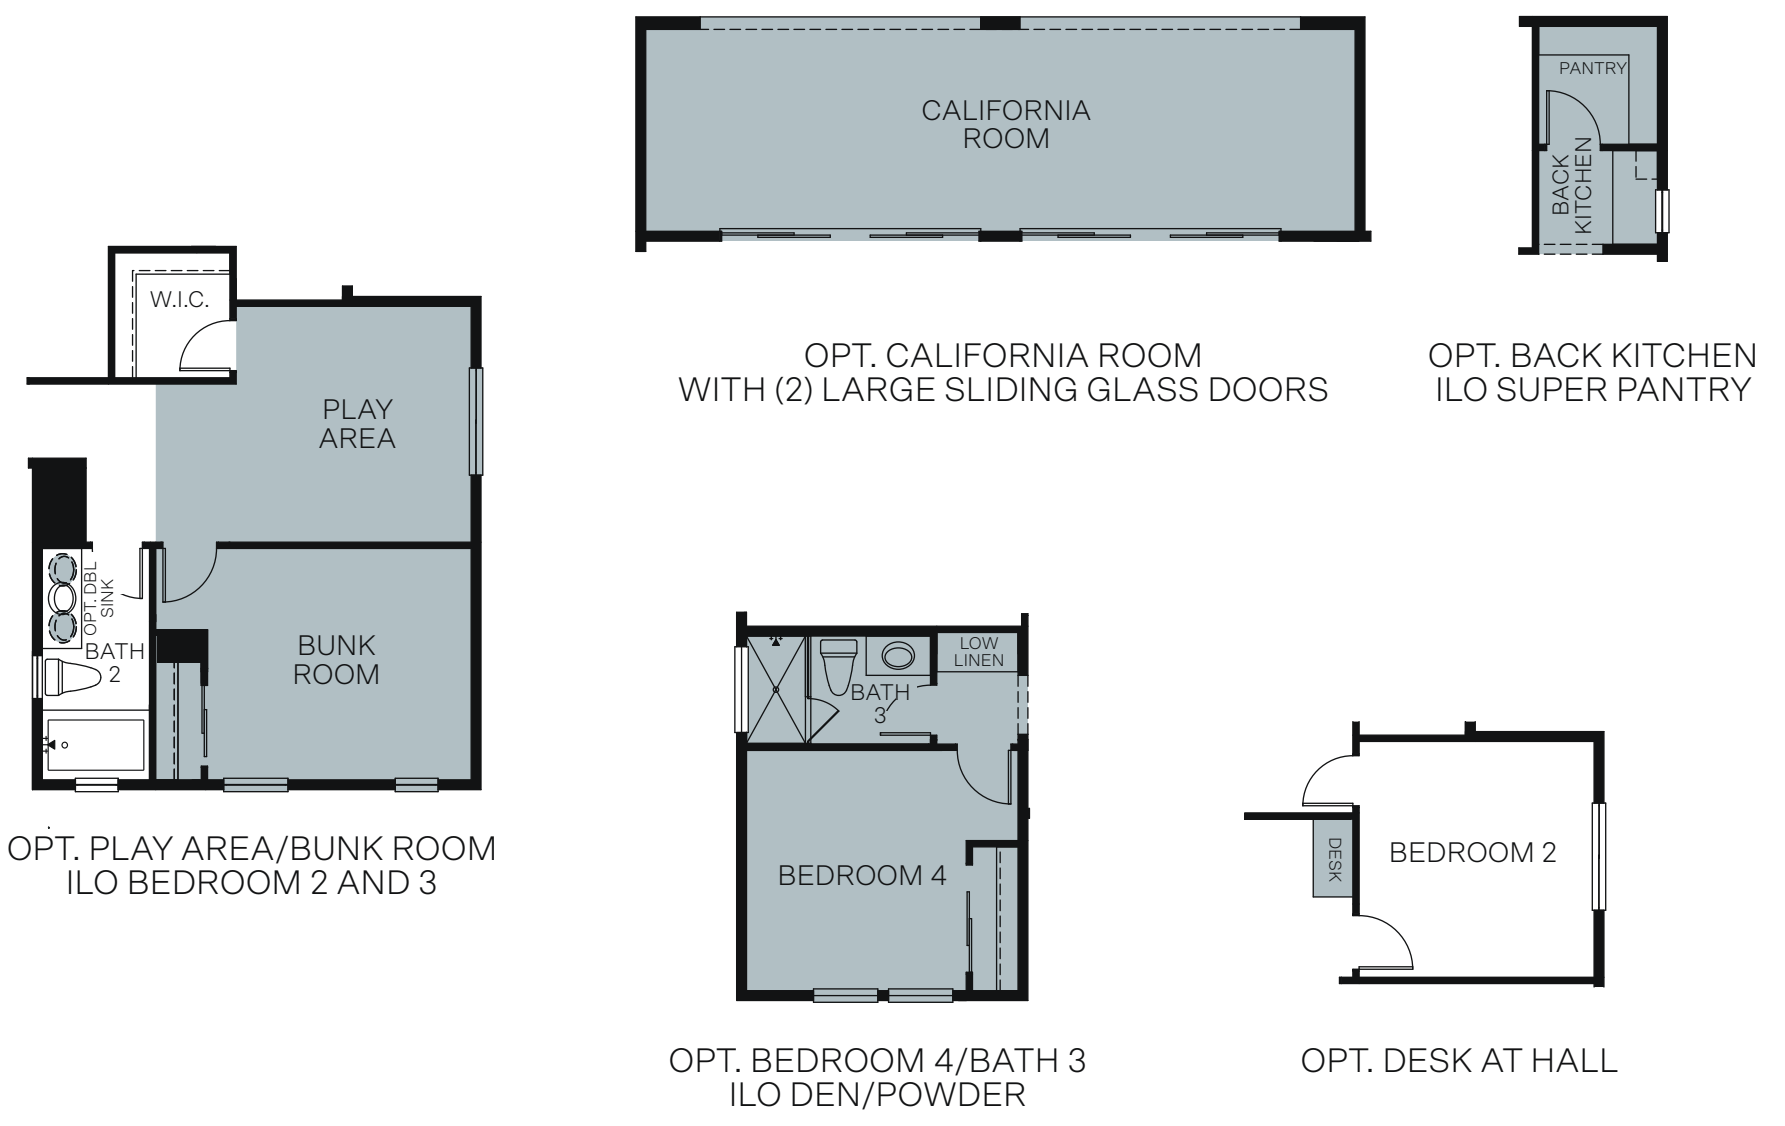 CALIFORNIA
ROOM
OPT. CALIFORNIA ROOM
WITH (2) LARGE SLIDING GLASS DOORS
PANTRY
BACK
KITCHEN
OPT. BACK KITCHEN
ILO SUPER PANTRY
W.I.C.
PLAY
AREA
OPT. DBL
SINK
BATH
2
BUNK
ROOM
OPT. PLAY AREA/BUNK ROOM
ILO BEDROOM 2 AND 3
LOW
LINEN
BATH
3
BEDROOM 4
OPT. BEDROOM 4/BATH 3
ILO DEN/POWDER
DESK
BEDROOM 2
OPT. DESK AT HALL